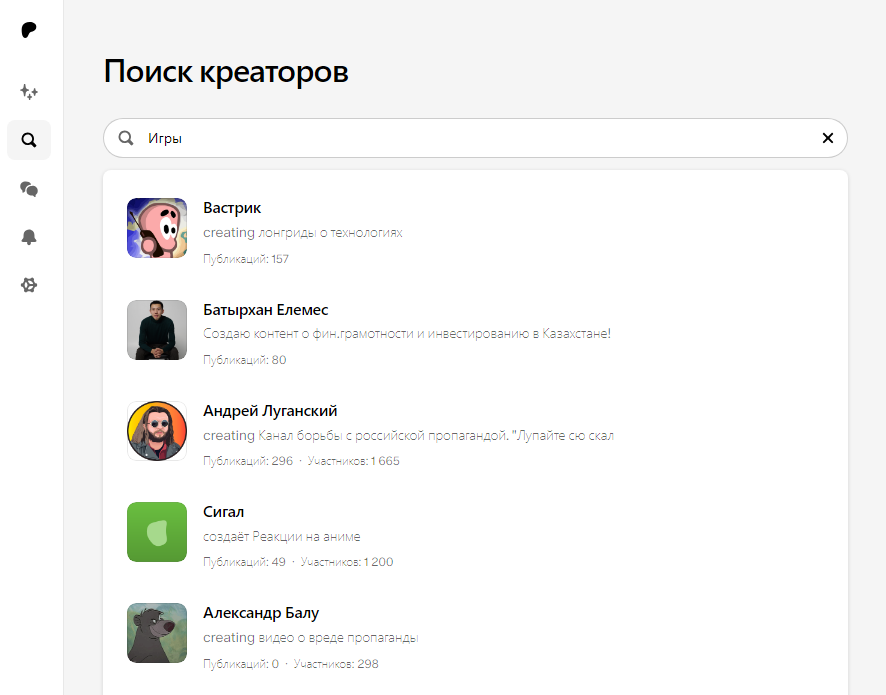 Поиск креаторов
Игры
Вастрик
creating лонгриды о технологиях
Публикаций: 157
Батырхан Елемес
Создаю контент о фин.грамотности и инвестированию в Казахстане!
Публикаций: 80
Андрей Луганский
creating Канал борьбы с российской пропагандой. "Лупайте сю скал
Публикаций: 296 · Участников: 1 665
Сигал
создаёт Реакции на аниме
Публикаций: 49 · Участников: 1 200
Александр Балу
creating видео о вреде пропаганды
Публикаций: 0 · Участников: 298